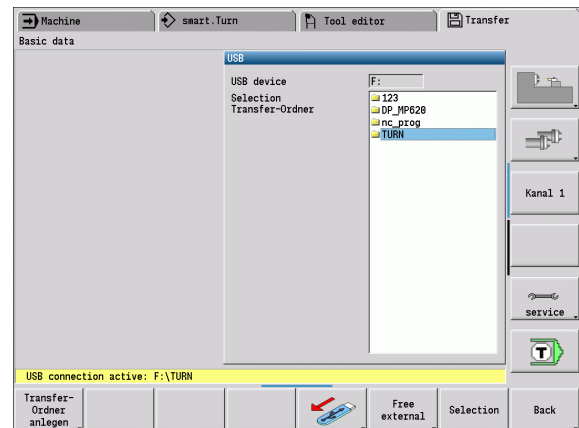 Machine
smart.Turn
Tool editor
Transfer
Basic data
USB
USB device
F:
Selection
Transfer-Ordner
123
DP_MP620
nc_prog
TURN
Kanal 1
service
T
USB connection active: F:\TURN
Transfer-
Ordner
anlegen
Free
external
Selection
Back